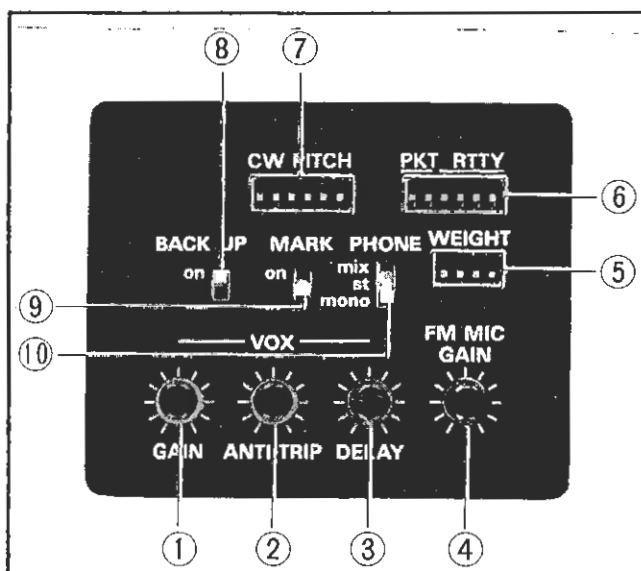 ⑧ ⑦
CW PITCH PKT RTTY
⑥
BACK UP MARK PHONE WEIGHT
on on mix
st
mono
⑤
⑨
⑩
VOX
FM MIC
GAIN
GAIN ANTI-TRIP DELAY
① ② ③ ④